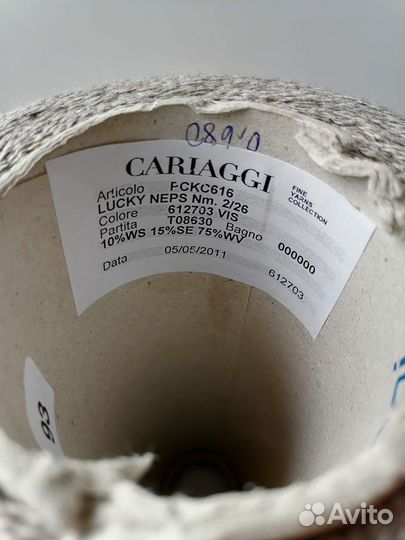 0,680
CARIAGGI
FINE
YARNS
COLLECTION
Articolo FCKC616
LUCKY NEPS Nm. 2/26
Colore 612703 VIS
Partita T08630 Bagno 000000
10%WS 15%SE 75%WV
Data 05/05/2011 612703
93
Avito